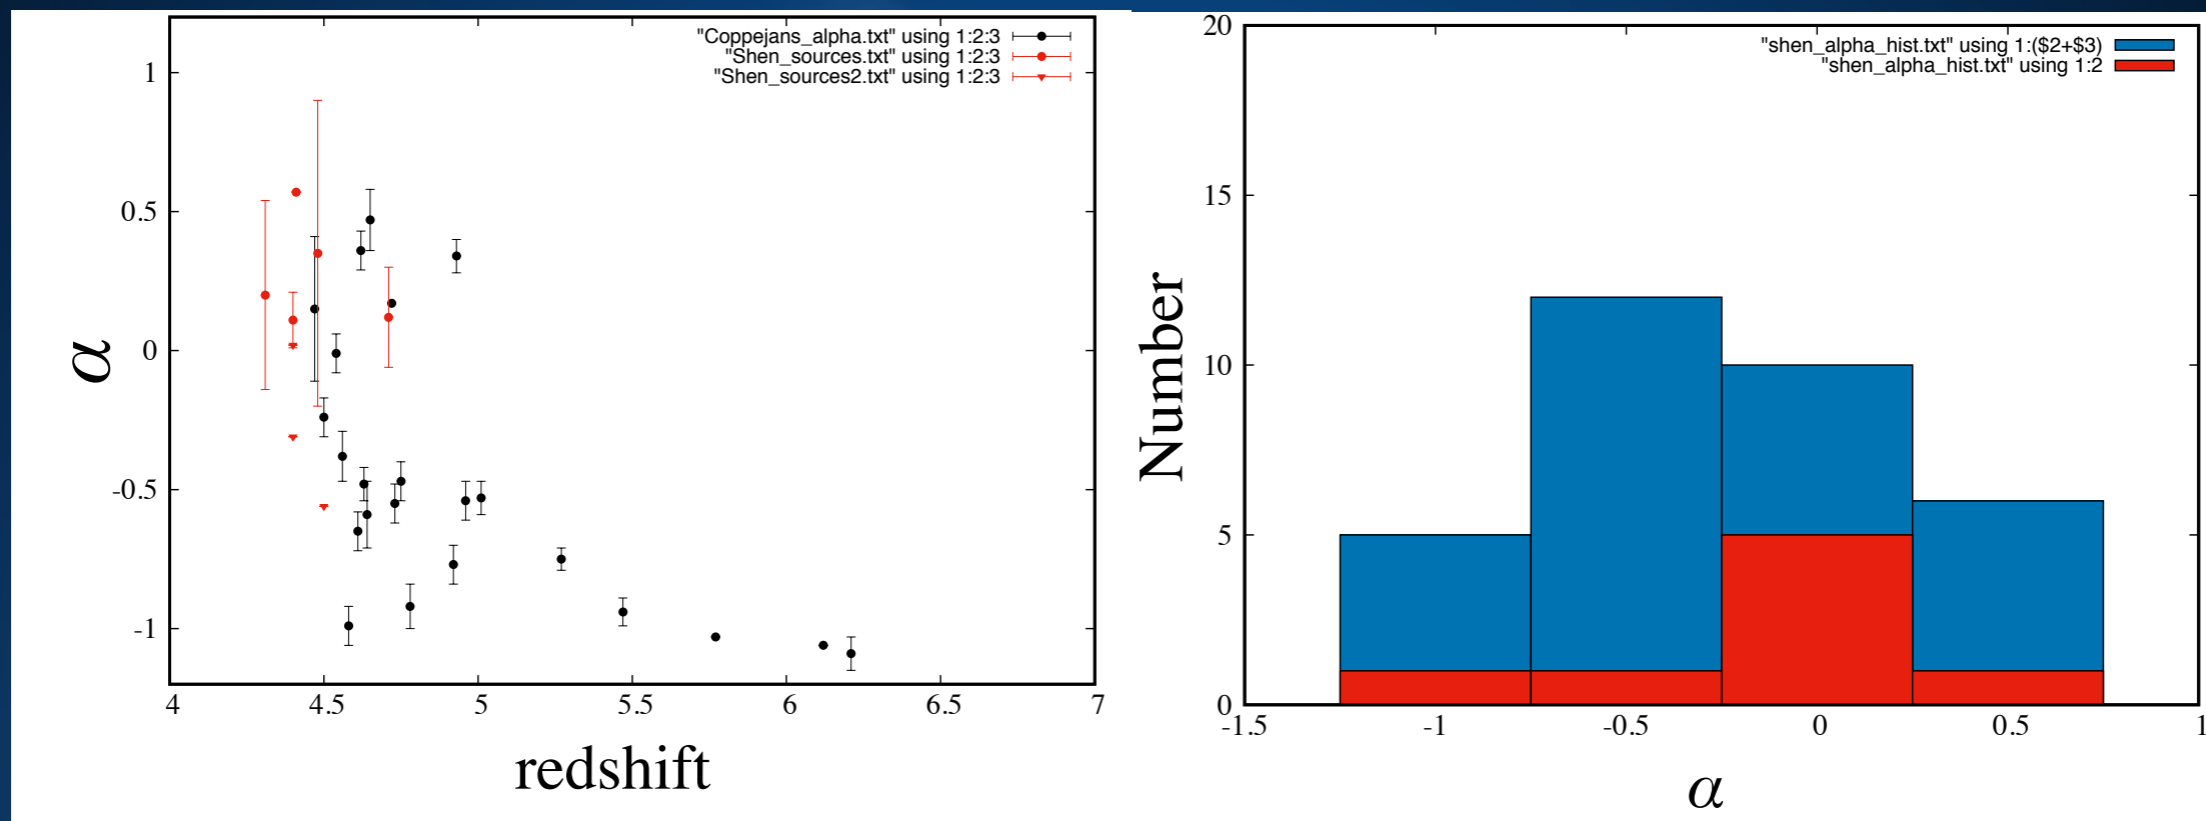 "Coppejans_alpha.txt" using 1:2:3
"Shen_sources.txt" using 1:2:3
"Shen_sources2.txt" using 1:2:3
1
0.5
0
-0.5
-1
α
4 4.5 5 5.5 6 6.5 7
redshift
"shen_alpha_hist.txt" using 1:($2+$3)
"shen_alpha_hist.txt" using 1:2
20
15
10
5
0
Number
-1.5 -1 -0.5 0 0.5 1
α